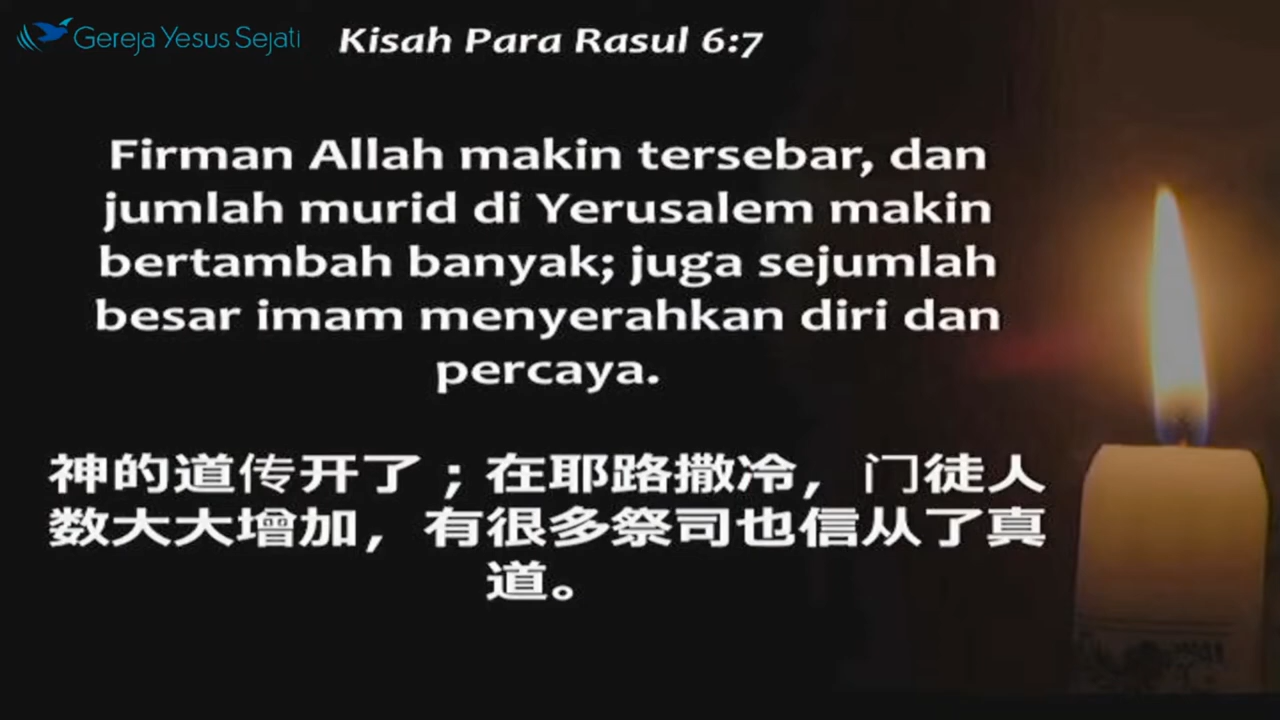 Gereja Yesus Sejati
Kisah Para Rasul 6:7
Firman Allah makin tersebar, dan
jumlah murid di Yerusalem makin
bertambah banyak; juga sejumlah
besar imam menyerahkan diri dan
percaya.
神的道传开了；在耶路撒冷，门徒人
数大大增加，有很多祭司也信从了真
道。